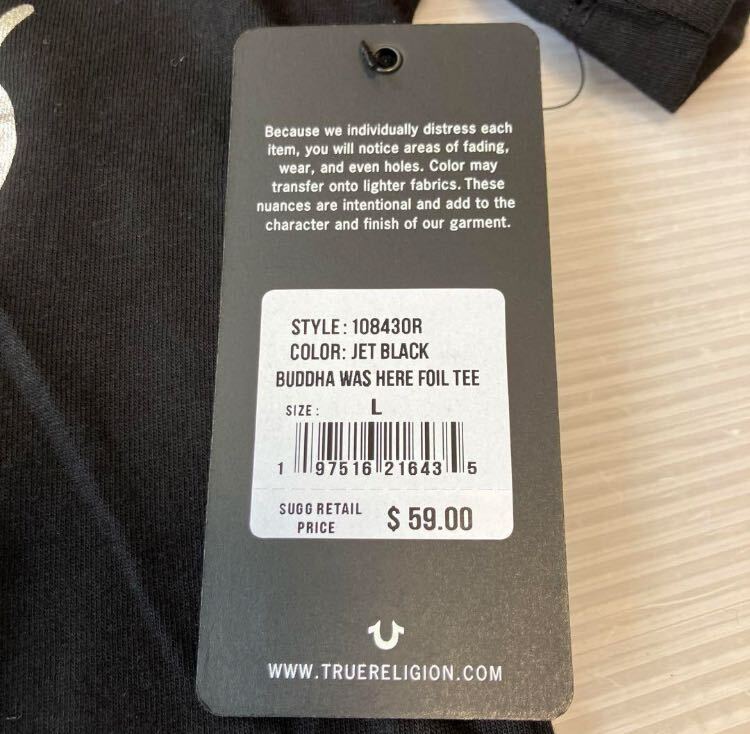 Because we individually distress each
item, you will notice areas of fading,
wear, and even holes. Color may
transfer onto lighter fabrics. These
nuances are intentional and add to the
character and finish of our garment.
STYLE: 108430R
COLOR: JET BLACK
BUDDHA WAS HERE FOIL TEE
SIZE: L
1 97516 21643 5
SUGG RETAIL
PRICE $ 59.00
WWW.TRUERELIGION.COM